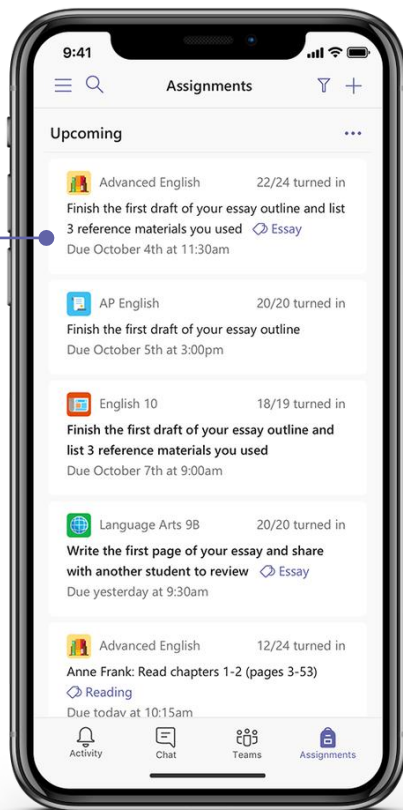 9:41
Assignments
Upcoming
Advanced English 22/24 turned in
Finish the first draft of your essay outline and list
3 reference materials you used Essay
Due October 4th at 11:30am
AP English 20/20 turned in
Finish the first draft of your essay outline
Due October 5th at 3:00pm
English 10 18/19 turned in
Finish the first draft of your essay outline and
list 3 reference materials you used
Due October 7th at 9:00am
Language Arts 9B 20/20 turned in
Write the first page of your essay and share
with another student to review Essay
Due yesterday at 9:30am
Advanced English 12/24 turned in
Anne Frank: Read chapters 1-2 (pages 3-53)
Reading
Due today at 10:15am
Activity Chat Teams Assignments